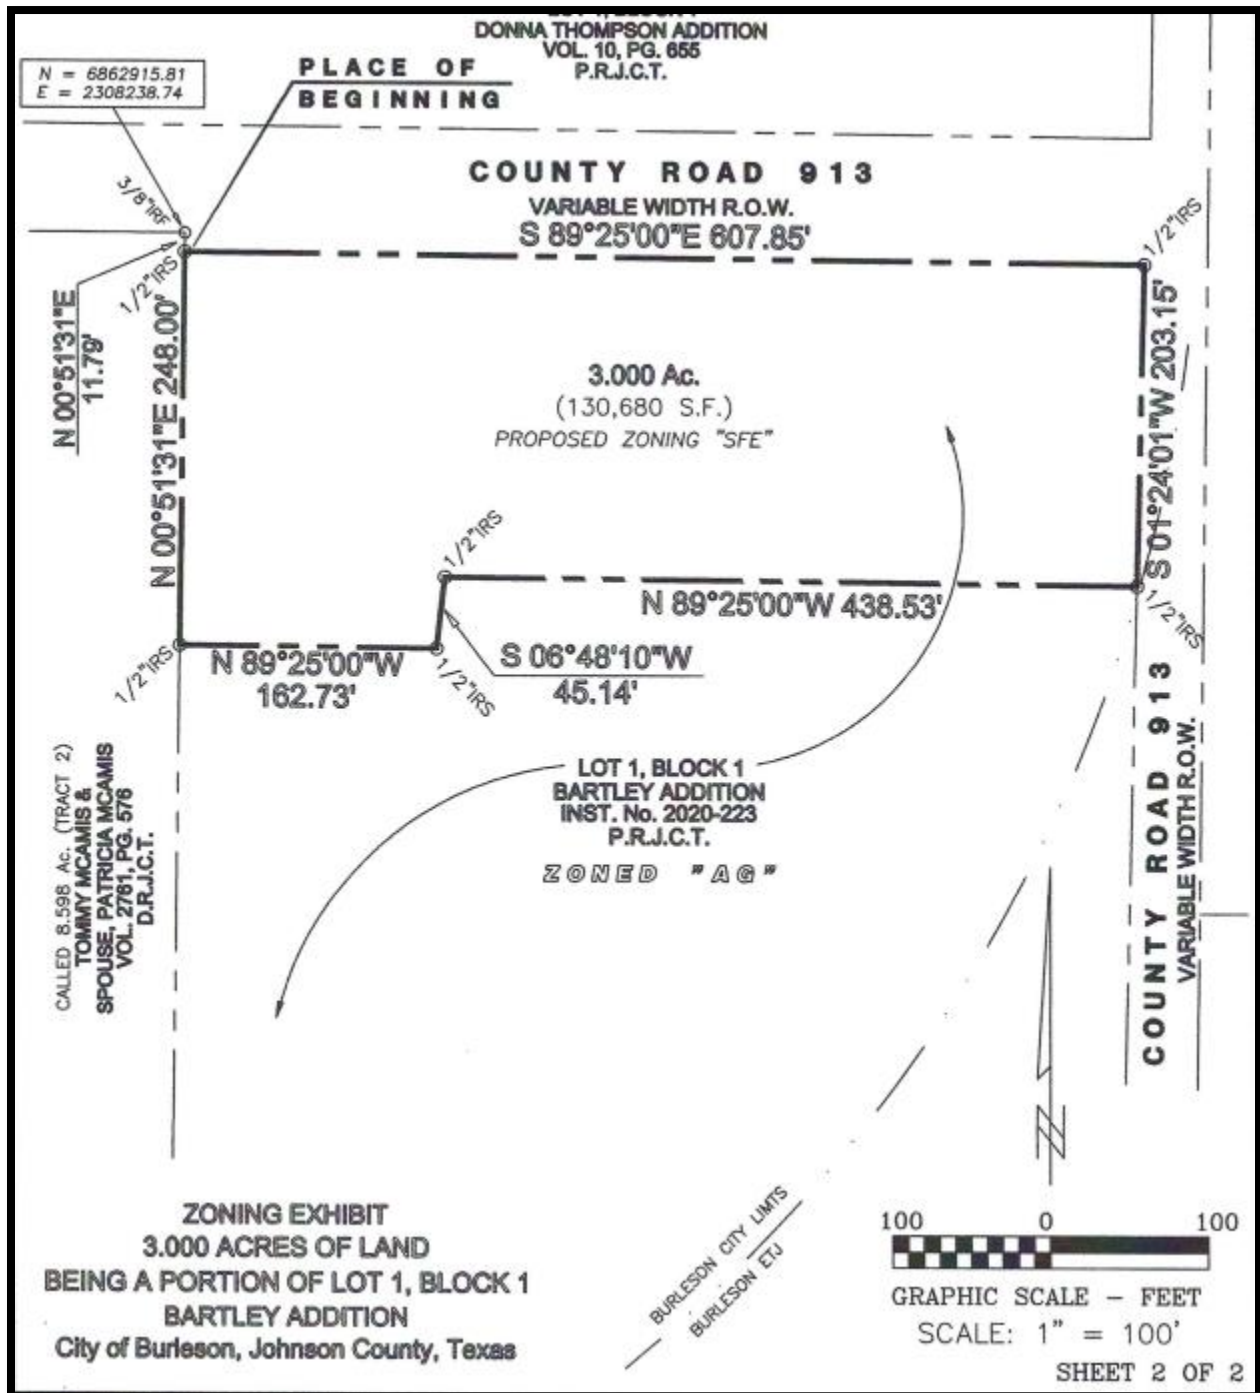 DONNA THOMPSON ADDITION
VOL. 10, PG. 655
P.R.J.C.T.
N = 6862915.81
E = 2308238.74
PLACE OF
BEGINNING
COUNTY ROAD 913
VARIABLE WIDTH R.O.W.
S 89°25'00"E 607.85'
3/8"IRF
1/2"IRS
1/2"IRS
N 00°51'31"E
11.79'
N 00°51'31"E 248.00'
S 01°24'01"W 203.15'
3.000 Ac.
(130,680 S.F.)
PROPOSED ZONING "SFE"
1/2"IRS
N 89°25'00"W 438.53'
1/2"IRS
S 06°48'10"W
45.14'
N 89°25'00"W
162.73'
1/2"IRS
1/2"IRS
CALLED 8.598 Ac. (TRACT 2)
TOMMY MCAMIS &
SPOUSE, PATRICIA MCAMIS
VOL. 2761, PG. 576
D.R.J.C.T.
LOT 1, BLOCK 1
BARTLEY ADDITION
INST. No. 2020-223
P.R.J.C.T.
ZONED "AG"
COUNTY ROAD 913
VARIABLE WIDTH R.O.W.
N
ZONING EXHIBIT
3.000 ACRES OF LAND
BEING A PORTION OF LOT 1, BLOCK 1
BARTLEY ADDITION
City of Burleson, Johnson County, Texas
BURLESON CITY LIMTS
BURLESON ETJ
100 0 100
GRAPHIC SCALE - FEET
SCALE: 1" = 100'
SHEET 2 OF 2